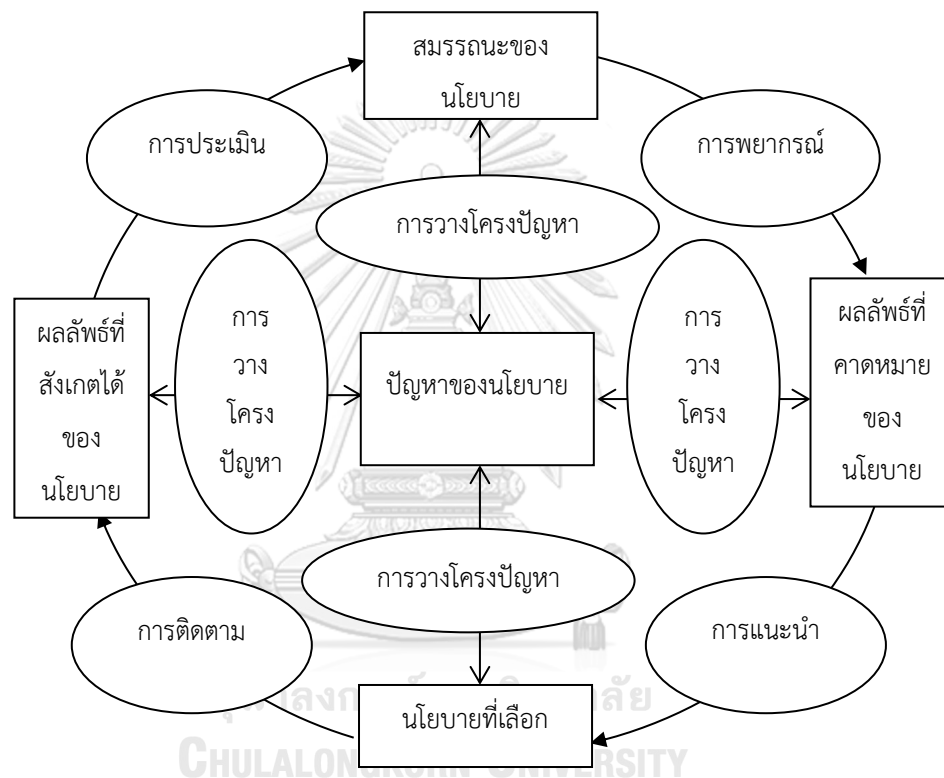 สมรรถนะของ
นโยบาย
การประเมิน
การพยากรณ์
การวางโครงปัญหา
ผลลัพธ์ที่
สังเกตได้
ของ
นโยบาย
การ
วาง
โครง
ปัญหา
ปัญหาของนโยบาย
การ
วาง
โครง
ปัญหา
ผลลัพธ์ที่
คาดหมาย
ของ
นโยบาย
การวางโครงปัญหา
การติดตาม
การแนะนำ
นโยบายที่เลือก
CHULALONGKORN UNIVERSITY